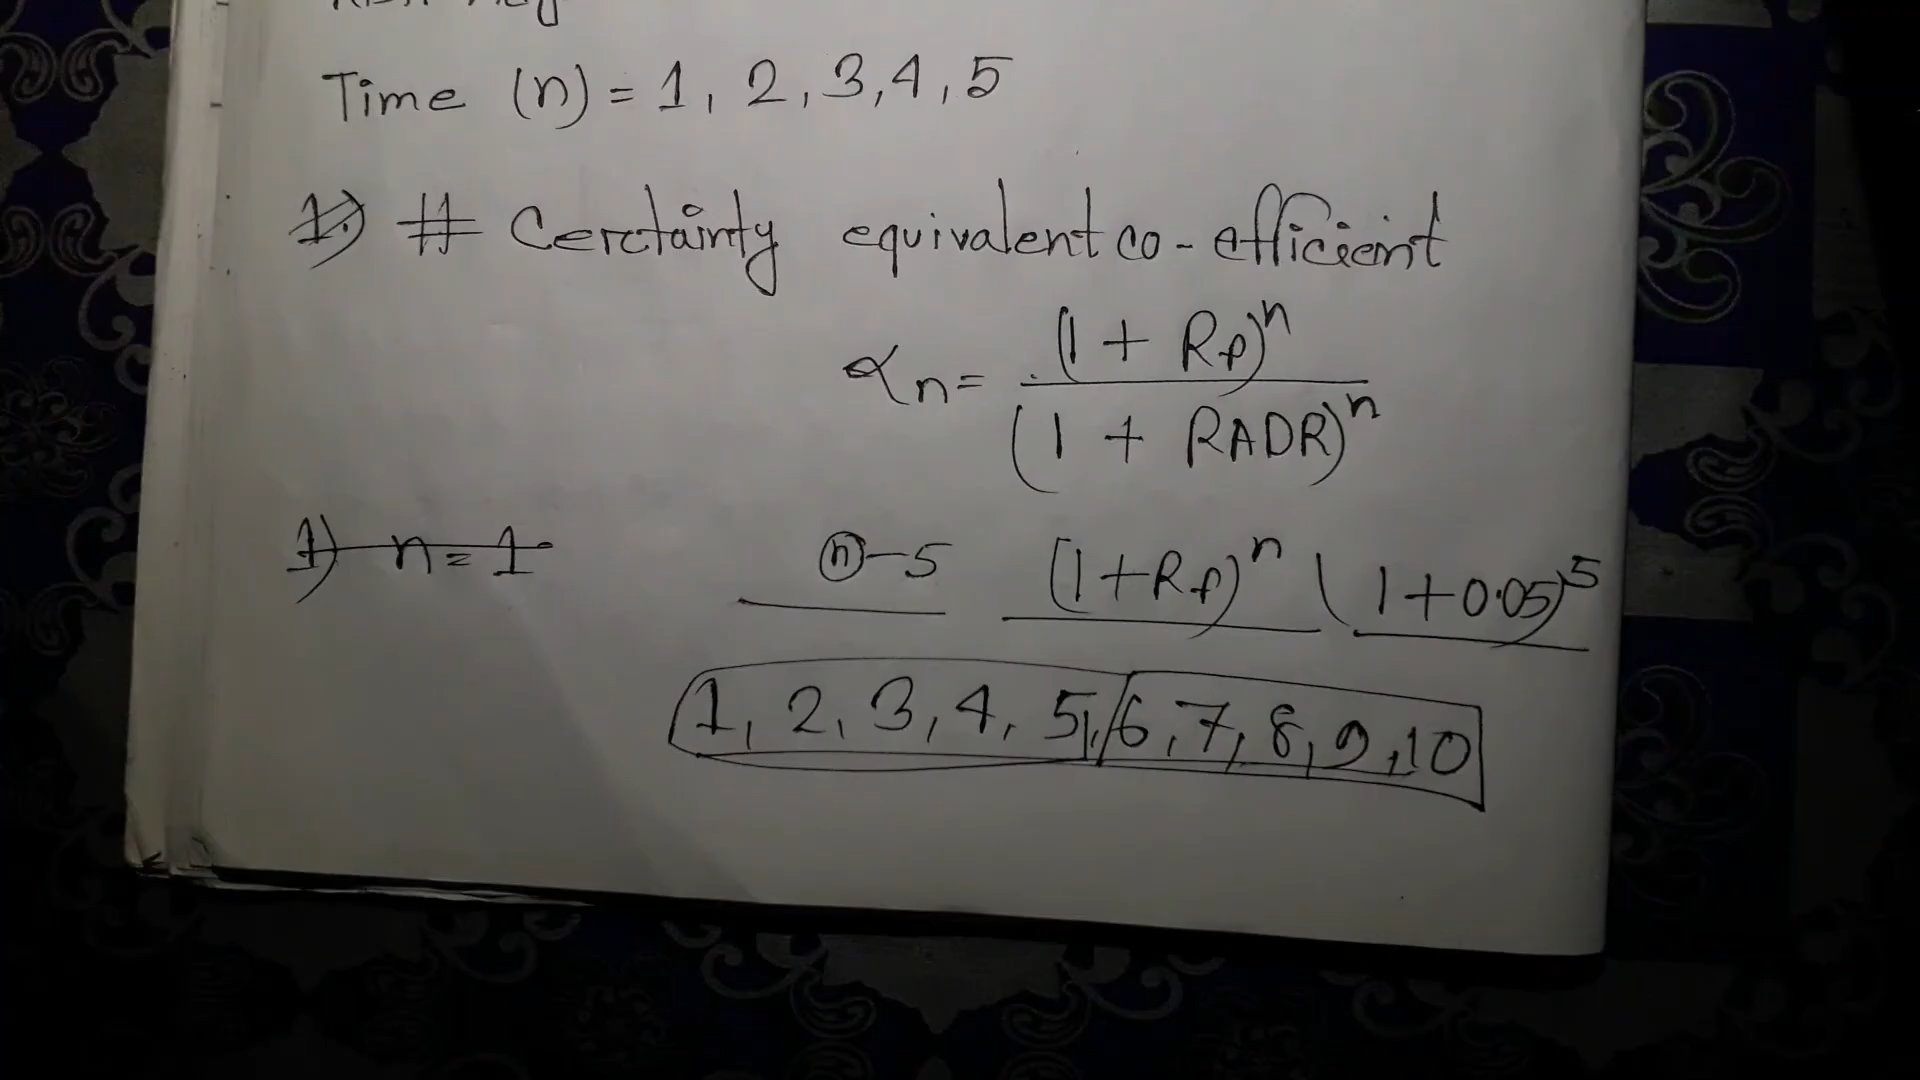 Time (n) = 1, 2, 3, 4, 5
1.) # Certainty equivalent co-efficient
αn = (1 + Rf)^n / (1 + RADR)^n
1) n = 1
n - 5 (1+Rf)^n (1+0.05)^5
1, 2, 3, 4, 5, 6, 7, 8, 9, 10